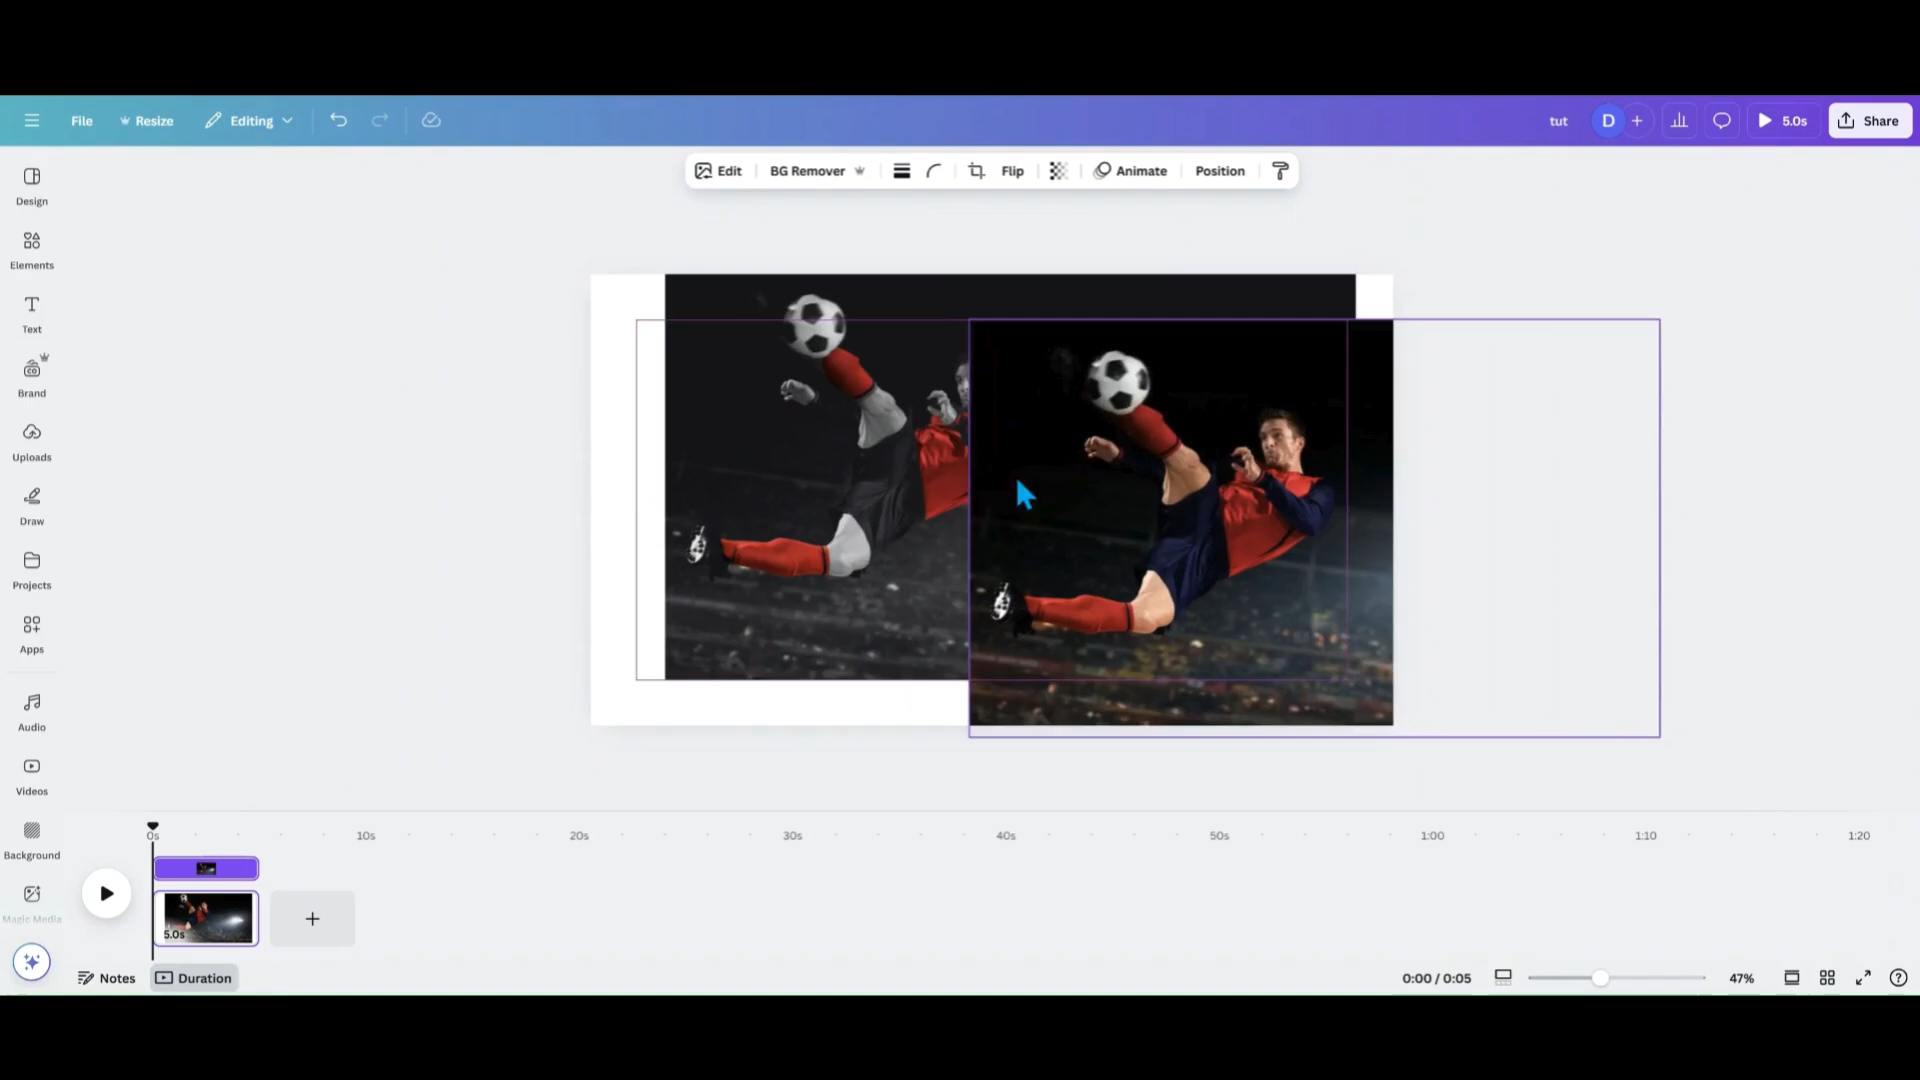 File Resize Editing tut D 5.0s Share
Edit BG Remover Flip Animate Position
Design
Elements
Text
Brand
Uploads
Draw
Projects
Apps
Audio
Videos
Background
Magic Media
0s 10s 20s 30s 40s 50s 1:00 1:10 1:20
5.0s
Notes Duration 0:00 / 0:05 47%